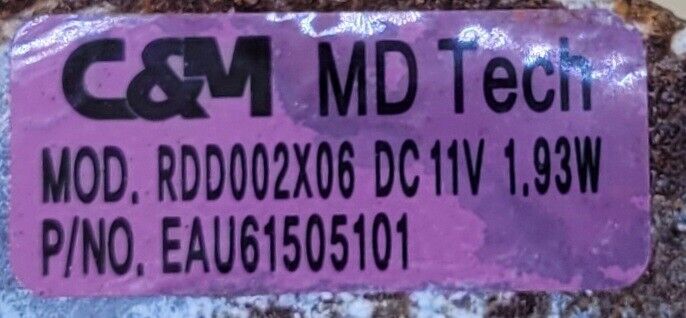 C&M MD Tech
MOD. RDD002X06 DC 11V 1.93W
P/NO. EAU61505101